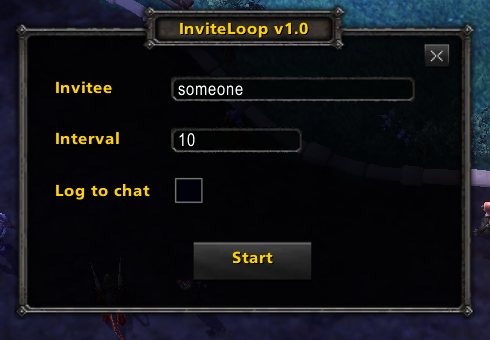 InviteLoop v1.0
Invitee
someone
Interval
10
Log to chat
Start